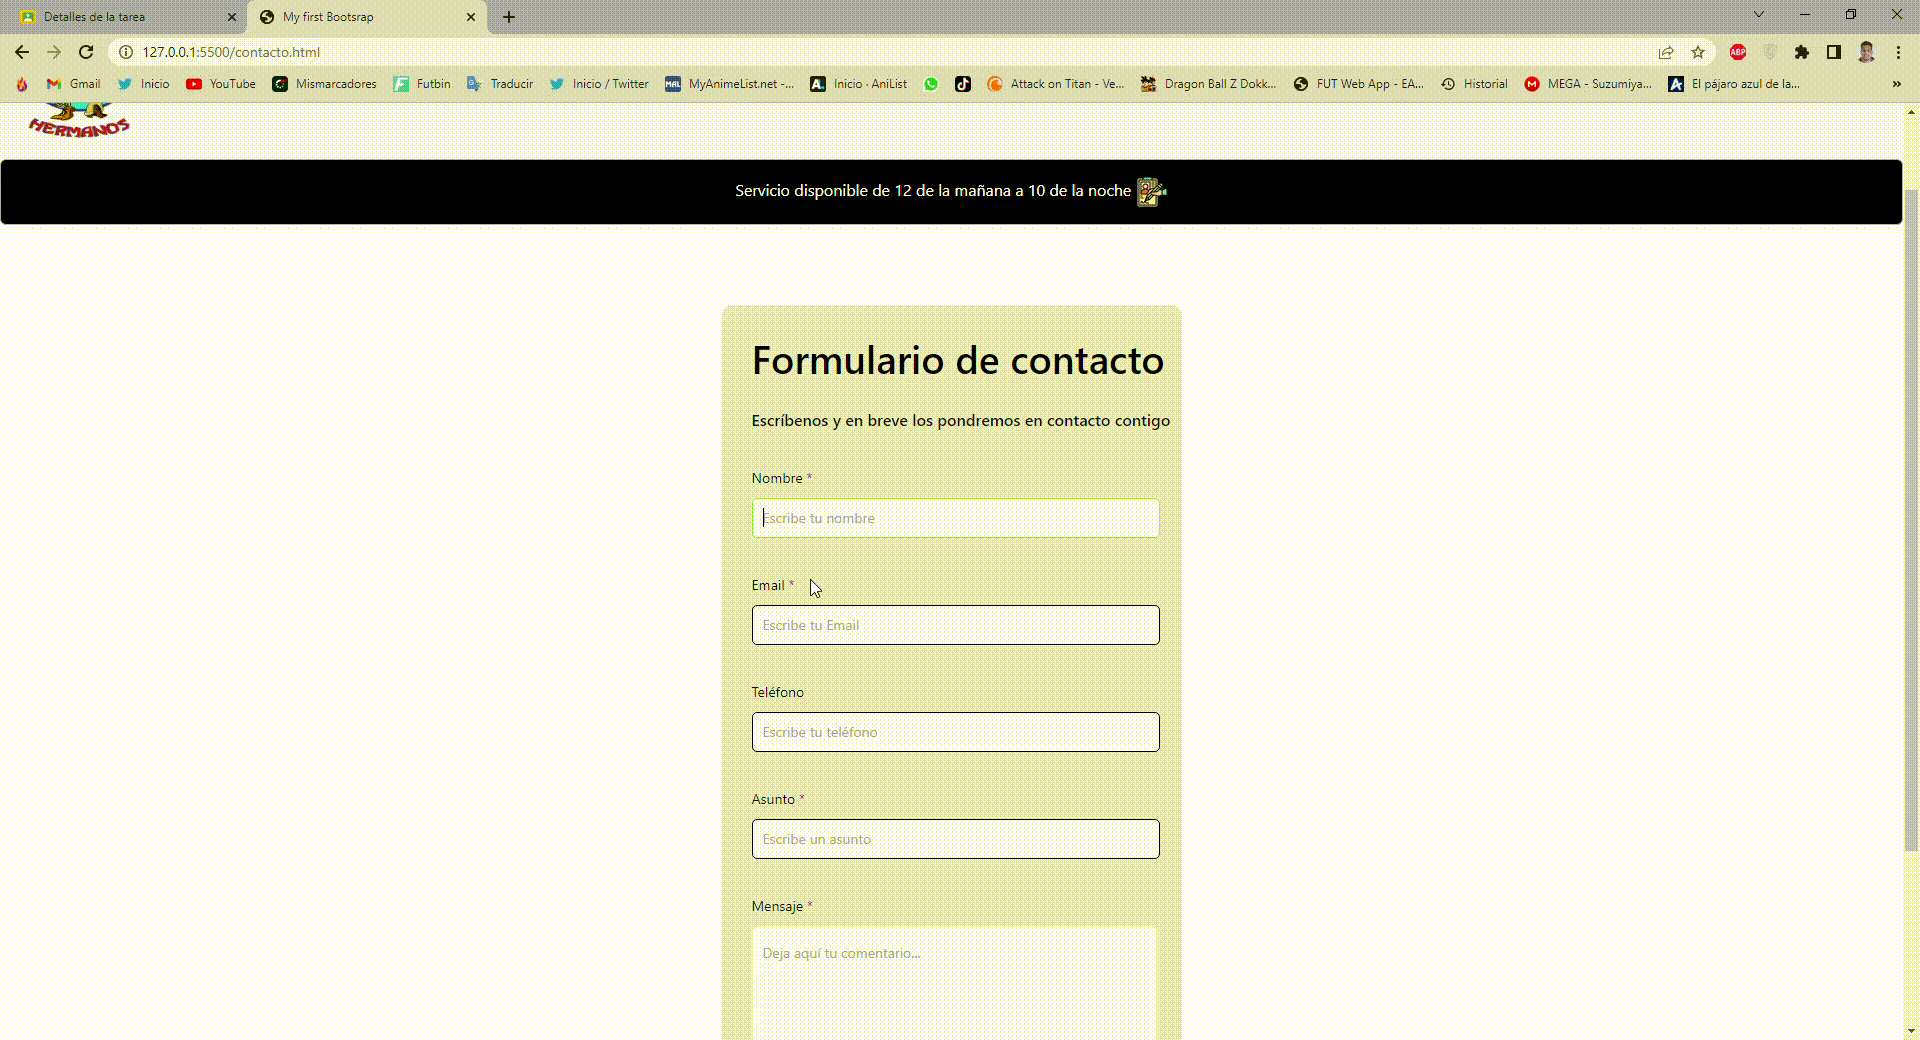 Detalles de la tarea
My first Bootsrap
127.0.0.1:5500/contacto.html
ABP
Gmail
Inicio
YouTube
Mismarcadores
Futbin
Traducir
Inicio / Twitter
MAL MyAnimeList.net -...
Inicio · AniList
Attack on Titan - Ve...
Dragon Ball Z Dokk...
FUT Web App - EA...
Historial
MEGA - Suzumiya...
El pájaro azul de la...
HERMANOS
Servicio disponible de 12 de la mañana a 10 de la noche
Formulario de contacto
Escríbenos y en breve los pondremos en contacto contigo
Nombre *
Escribe tu nombre
Email *
Escribe tu Email
Teléfono
Escribe tu teléfono
Asunto *
Escribe un asunto
Mensaje *
Deja aquí tu comentario...